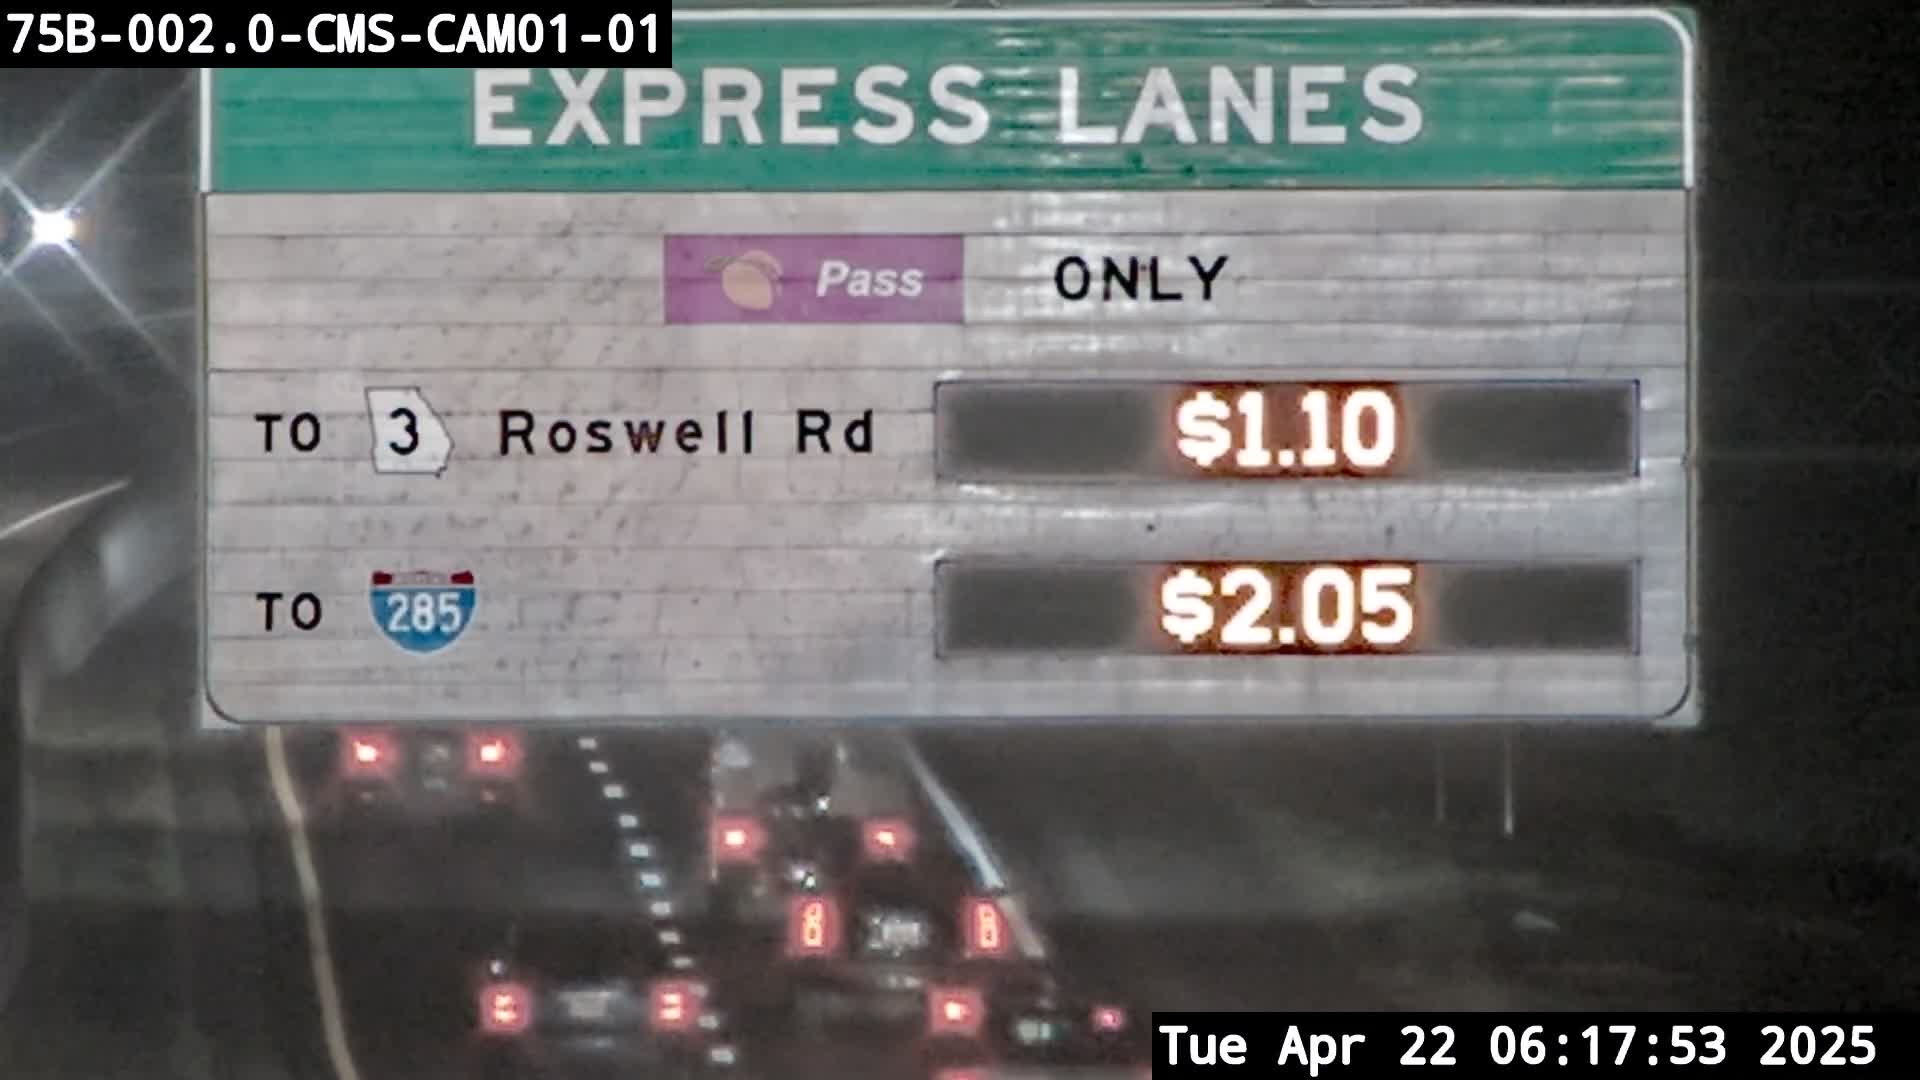 75B-002.0-CMS-CAM01-01
EXPRESS LANES
Pass ONLY
TO 3 Roswell Rd $1.10
TO 285 $2.05
Tue Apr 22 06:17:53 2025